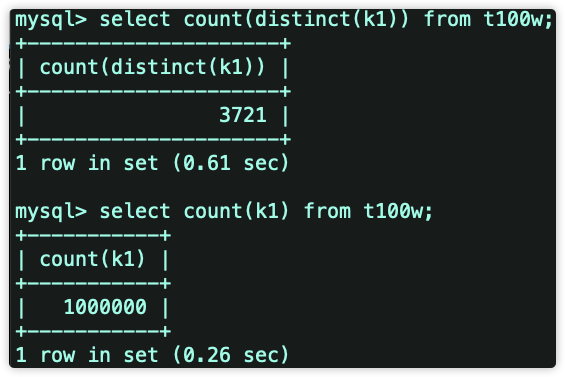 mysql> select count(distinct(k1)) from t100w;
+---------------------+
| count(distinct(k1)) |
+---------------------+
|                3721 |
+---------------------+
1 row in set (0.61 sec)

mysql> select count(k1) from t100w;
+-----------+
| count(k1) |
+-----------+
|   1000000 |
+-----------+
1 row in set (0.26 sec)